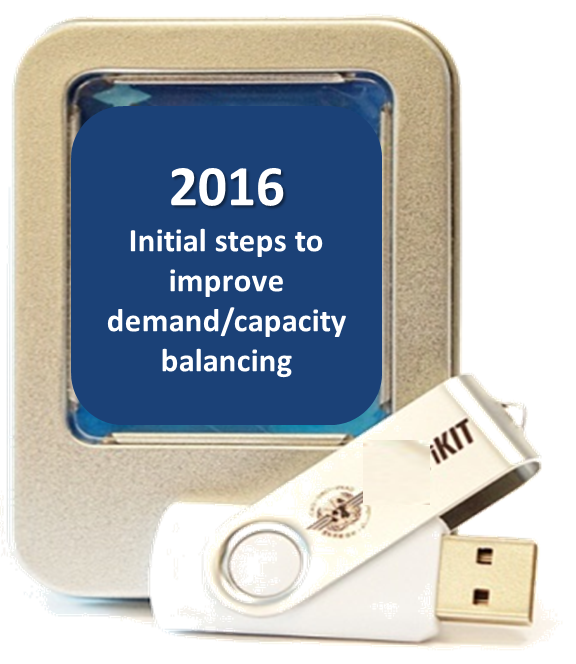 2016
Initial steps to
improve
demand/capacity
balancing
iKIT